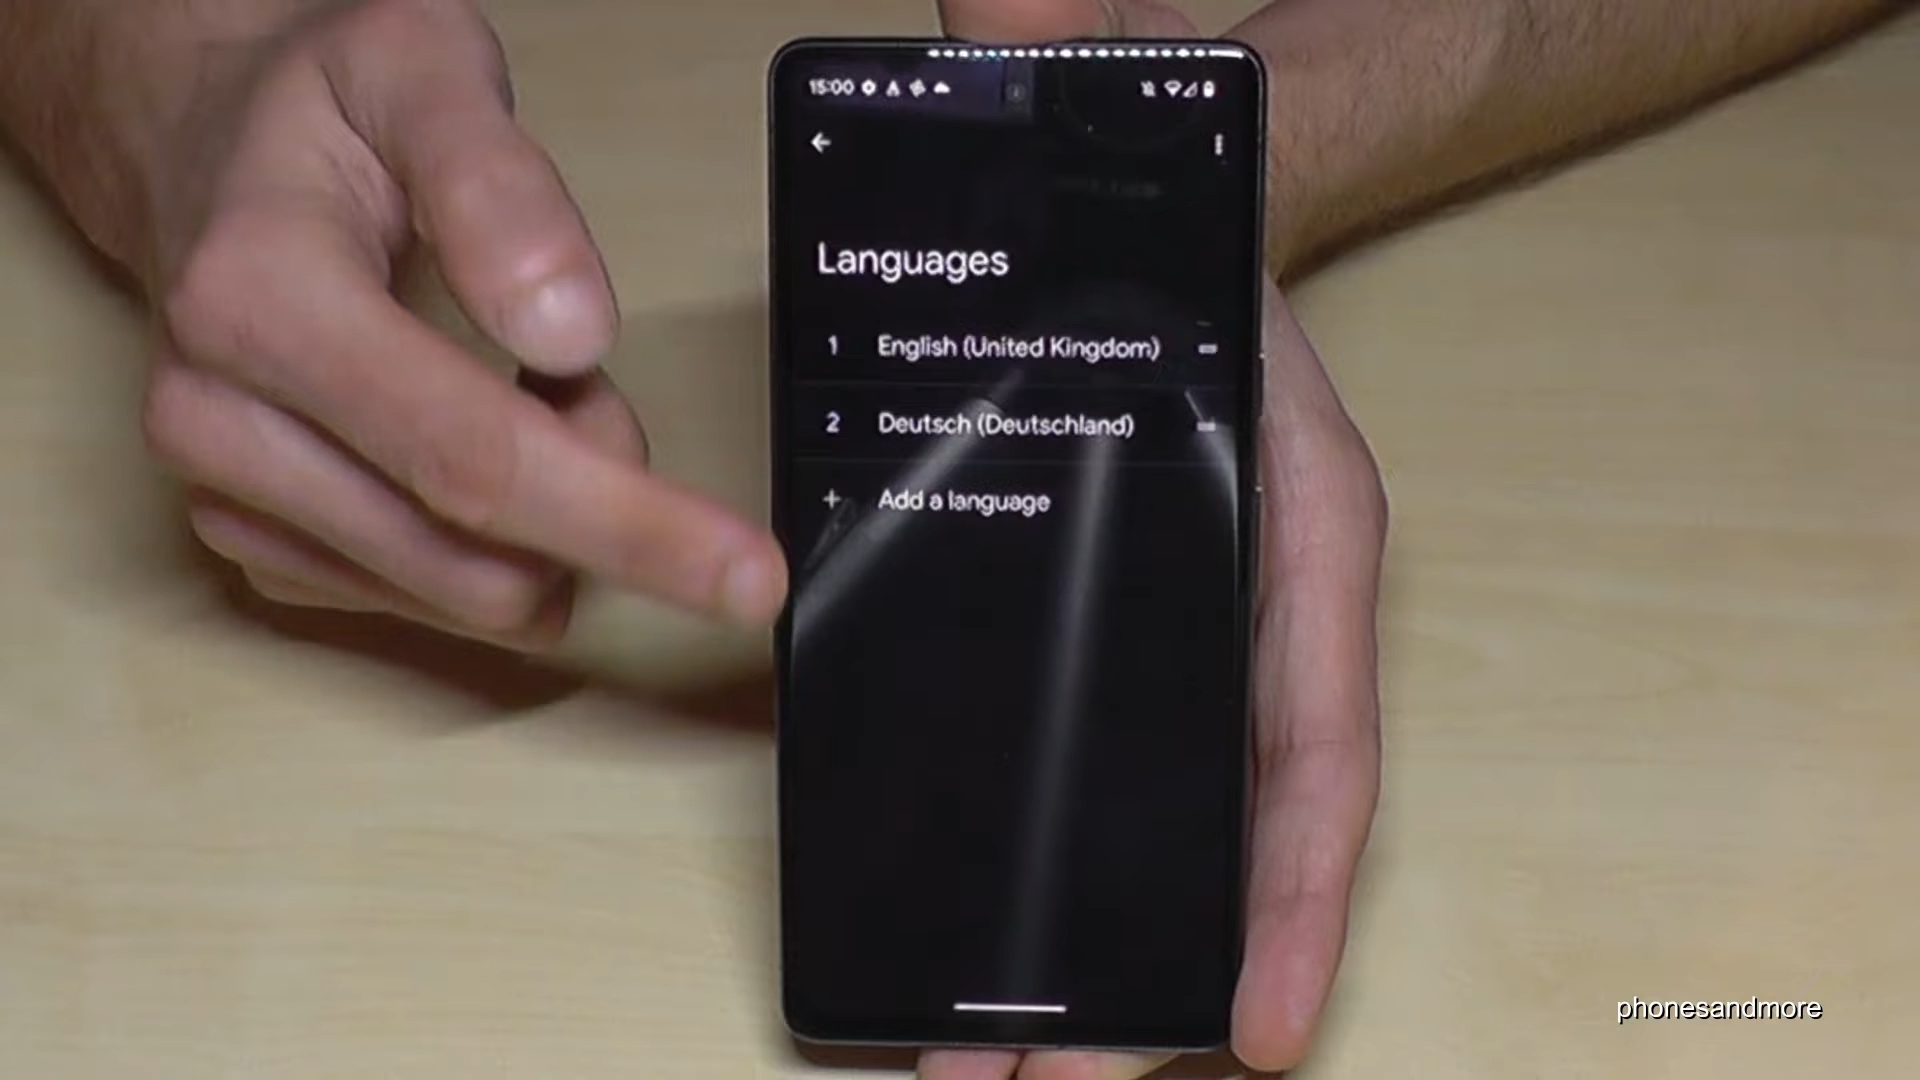 15:00
Languages
1 English (United Kingdom)
2 Deutsch (Deutschland)
+ Add a language
phonesandmore